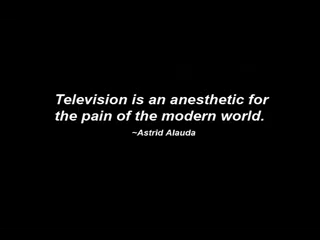 Television is an anesthetic for
the pain of the modern world.
~Astrid Alauda